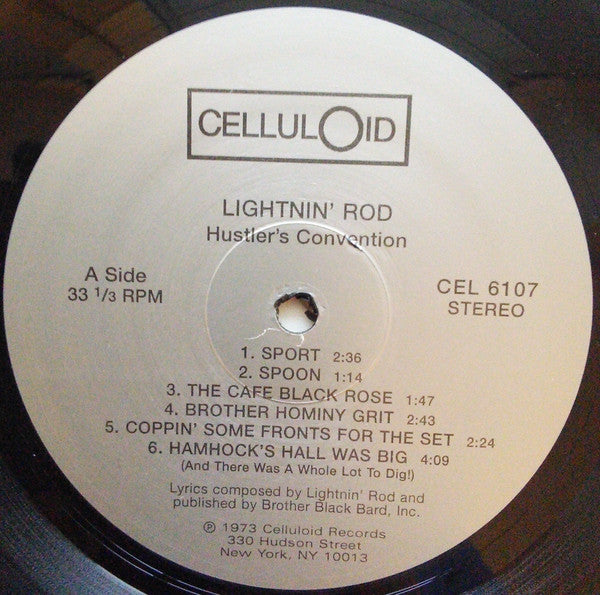 CELLULOID
LIGHTNIN' ROD
Hustler's Convention
A Side
33 1/3 RPM
CEL 6107
STEREO
1. SPORT 2:36
2. SPOON 1:14
3. THE CAFE BLACK ROSE 1:47
4. BROTHER HOMINY GRIT 2:43
5. COPPIN' SOME FRONTS FOR THE SET 2:24
6. HAMHOCK'S HALL WAS BIG 4:09
(And There Was A Whole Lot To Dig!)
Lyrics composed by Lightnin' Rod and
published by Brother Black Bard, Inc.
℗ 1973 Celluloid Records
330 Hudson Street
New York, NY 10013